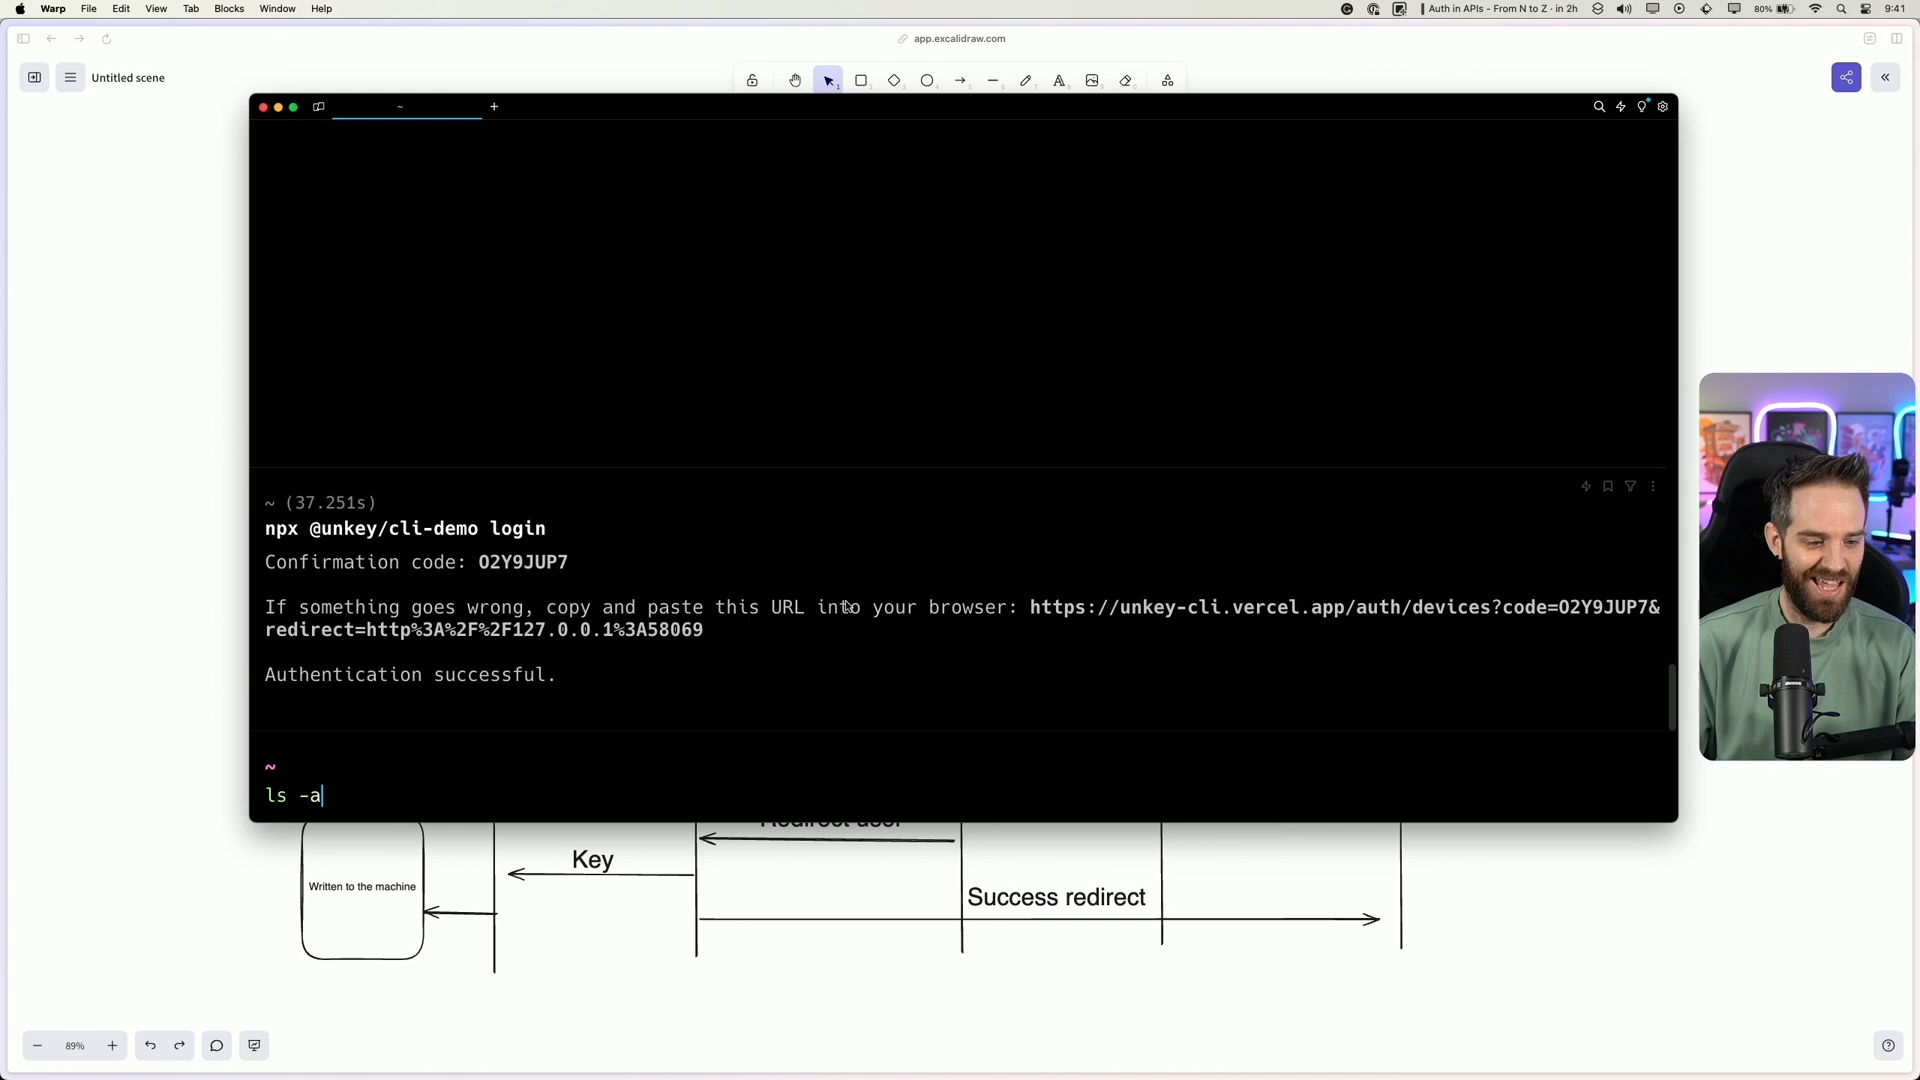 Warp File Edit View Tab Blocks Window Help
Auth in APIs - From N to Z · in 2h
80%
9:41
app.excalidraw.com
Untitled scene
~
~ (37.251s)
npx @unkey/cli-demo login
Confirmation code: O2Y9JUP7
If something goes wrong, copy and paste this URL into your browser: https://unkey-cli.vercel.app/auth/devices?code=O2Y9JUP7&
redirect=http%3A%2F%2F127.0.0.1%3A58069
Authentication successful.
~
ls -a
Redirect user
Key
Written to the machine
Success redirect
89%